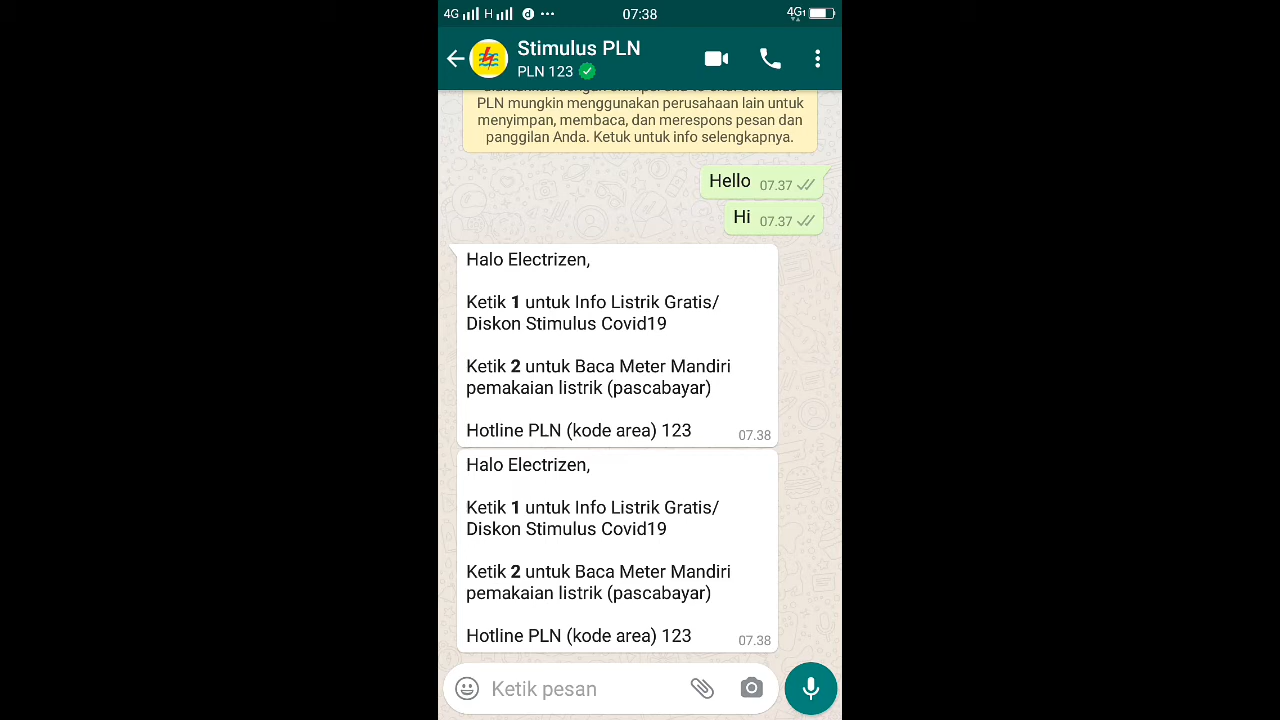 4G H 07:38 4G
Stimulus PLN
PLN 123
PLN mungkin menggunakan perusahaan lain untuk
menyimpan, membaca, dan merespons pesan dan
panggilan Anda. Ketuk untuk info selengkapnya.
Hello 07.37
Hi 07.37
Halo Electrizen,
Ketik 1 untuk Info Listrik Gratis/
Diskon Stimulus Covid19
Ketik 2 untuk Baca Meter Mandiri
pemakaian listrik (pascabayar)
Hotline PLN (kode area) 123 07.38
Halo Electrizen,
Ketik 1 untuk Info Listrik Gratis/
Diskon Stimulus Covid19
Ketik 2 untuk Baca Meter Mandiri
pemakaian listrik (pascabayar)
Hotline PLN (kode area) 123 07.38
Ketik pesan